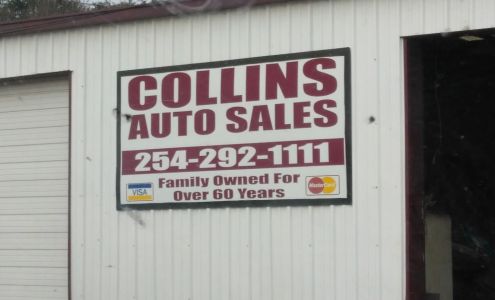 COLLINS
AUTO SALES
254-292-1111
Family Owned For
Over 60 Years
VISA
MasterCard